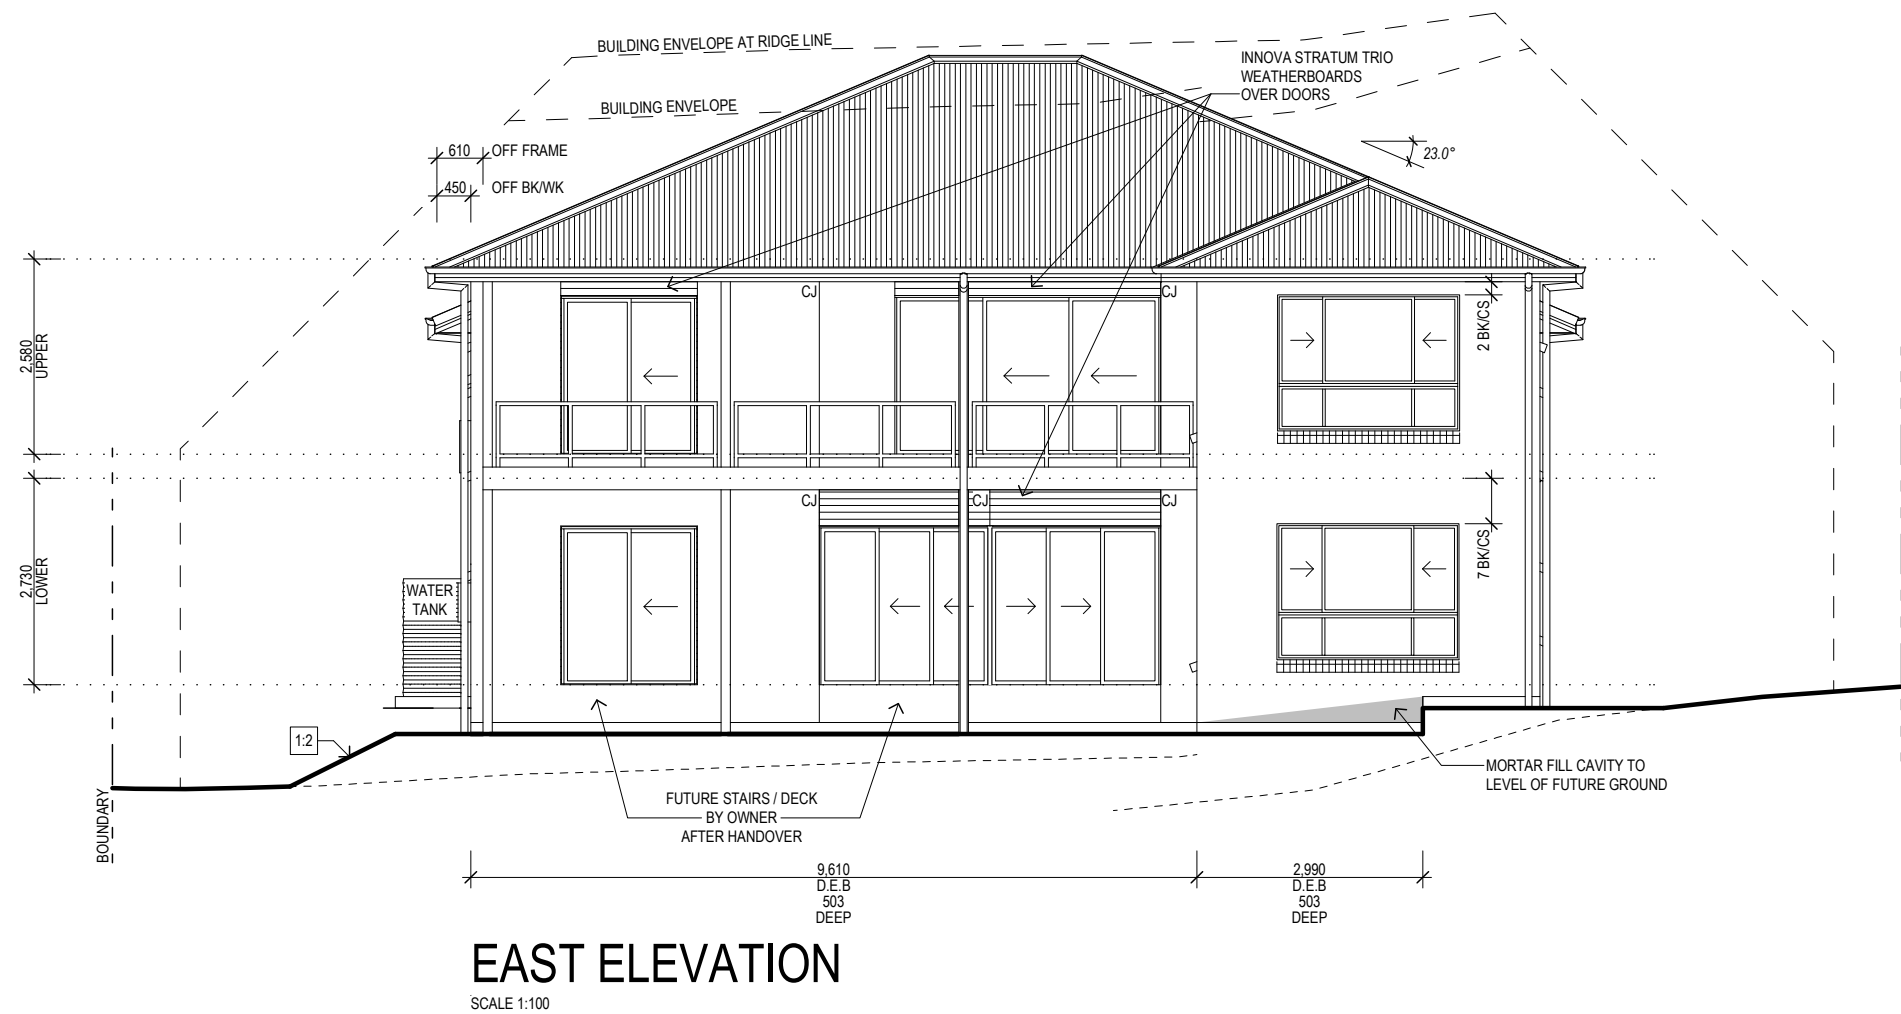 BUILDING ENVELOPE AT RIDGE LINE
INNOVA STRATUM TRIO
WEATHERBOARDS
OVER DOORS
BUILDING ENVELOPE
610 OFF FRAME
23.0°
450 OFF BK/WK
CJ
CJ
2,580
UPPER
2 BK/CS
CJ
CJ
CJ
7 BK/CS
2,730
LOWER
WATER
TANK
1:2
MORTAR FILL CAVITY TO
LEVEL OF FUTURE GROUND
BOUNDARY
FUTURE STAIRS / DECK
BY OWNER
AFTER HANDOVER
9,610
D.E.B
503
DEEP
2,990
D.E.B
503
DEEP
EAST ELEVATION
SCALE 1:100